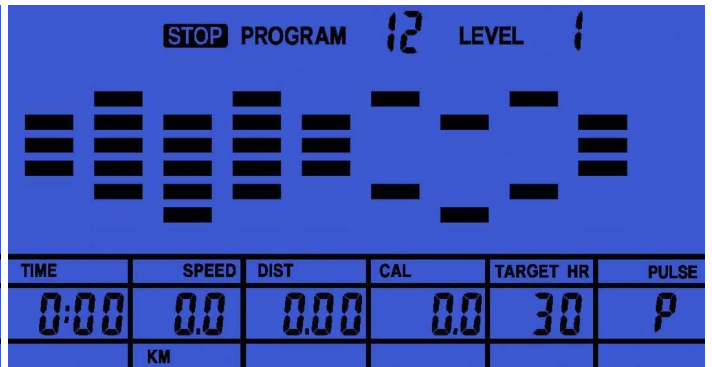 STOP PROGRAM 12 LEVEL 1
TIME SPEED DIST CAL TARGET HR PULSE
0:00 0.0 0.00 0.0 30 P
KM